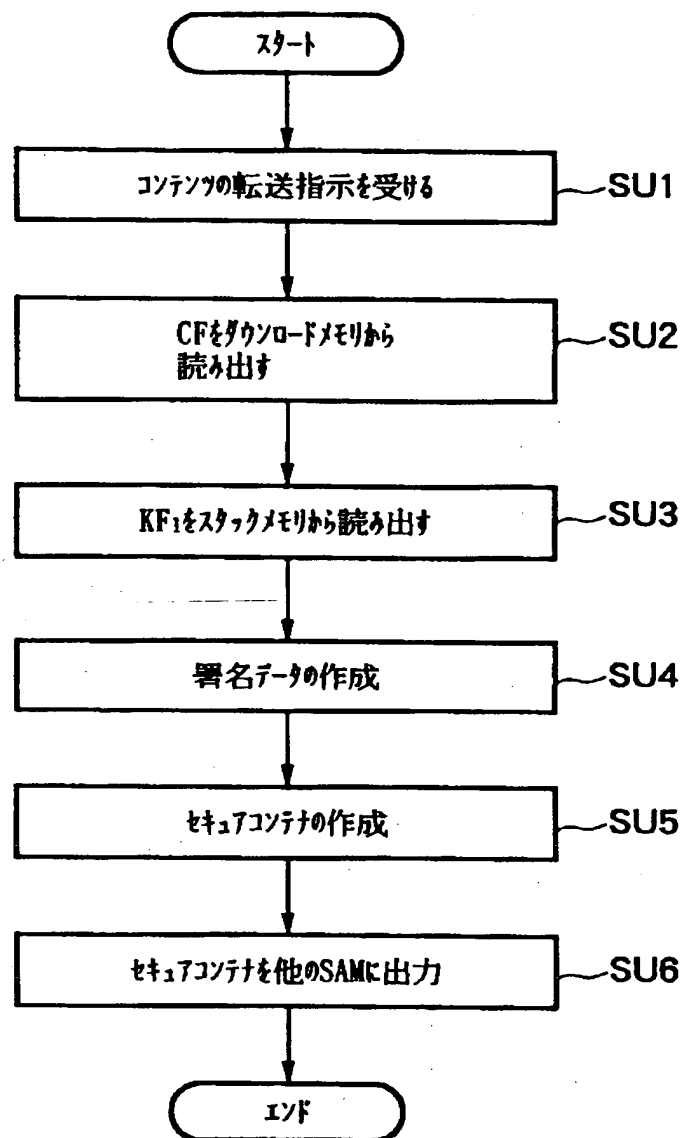 スタート
コンテンツの転送指示を受ける
SU1
CFをダウンロードメモリから
読み出す
SU2
KF₁をスタックメモリから読み出す
SU3
署名データの作成
SU4
セキュアコンテナの作成
SU5
セキュアコンテナを他のSAMに出力
SU6
エンド